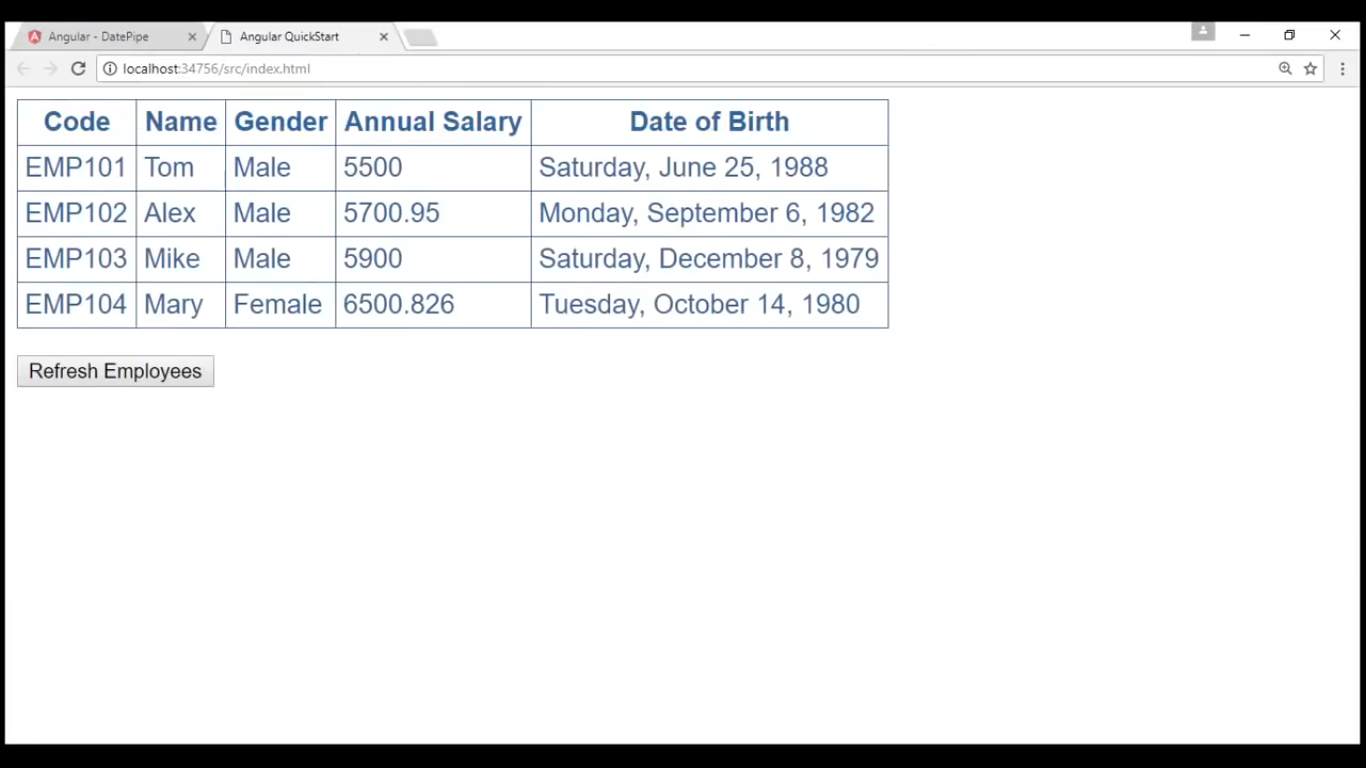 Angular - DatePipe Angular QuickStart
localhost:34756/src/index.html
Code Name Gender Annual Salary Date of Birth
EMP101 Tom Male 5500 Saturday, June 25, 1988
EMP102 Alex Male 5700.95 Monday, September 6, 1982
EMP103 Mike Male 5900 Saturday, December 8, 1979
EMP104 Mary Female 6500.826 Tuesday, October 14, 1980
Refresh Employees